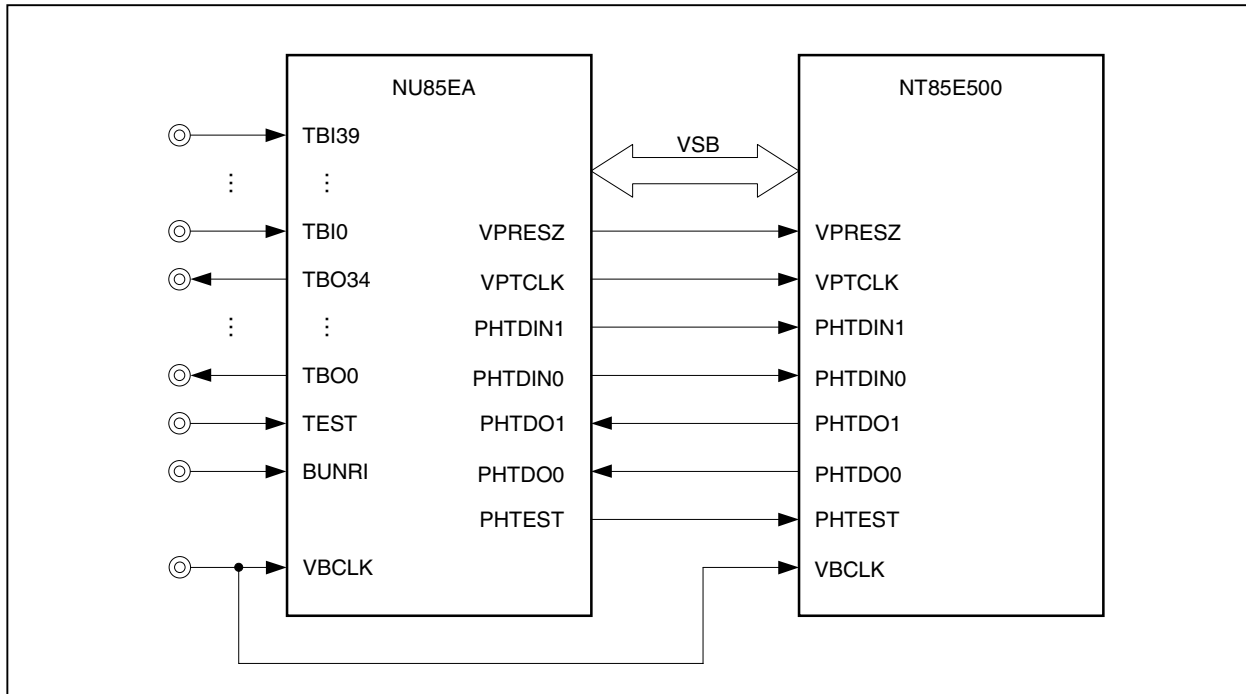 NU85EA
NT85E500
TBI39
VSB
⋮ ⋮
TBI0 VPRESZ VPRESZ
TBO34 VPTCLK VPTCLK
⋮ ⋮ PHTDIN1 PHTDIN1
TBO0 PHTDIN0 PHTDIN0
TEST PHTDO1 PHTDO1
BUNRI PHTDO0 PHTDO0
PHTEST PHTEST
VBCLK VBCLK